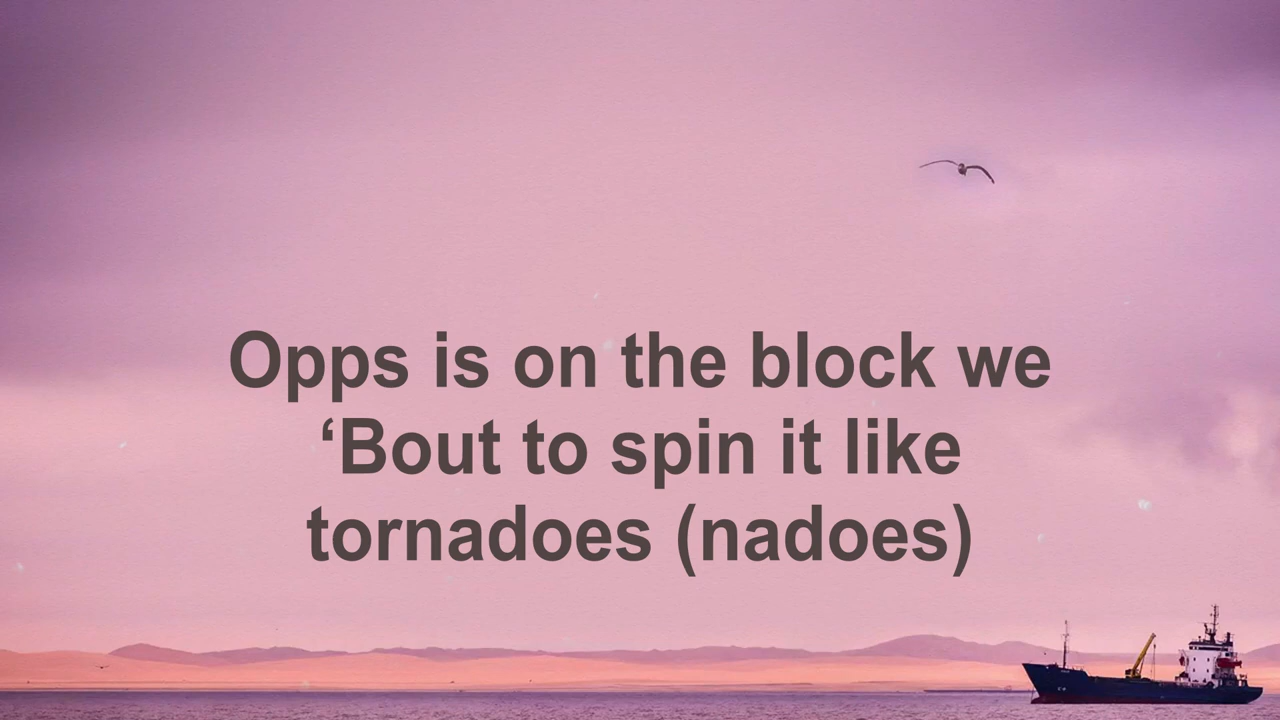 Opps is on the block we
‘Bout to spin it like
tornadoes (nadoes)